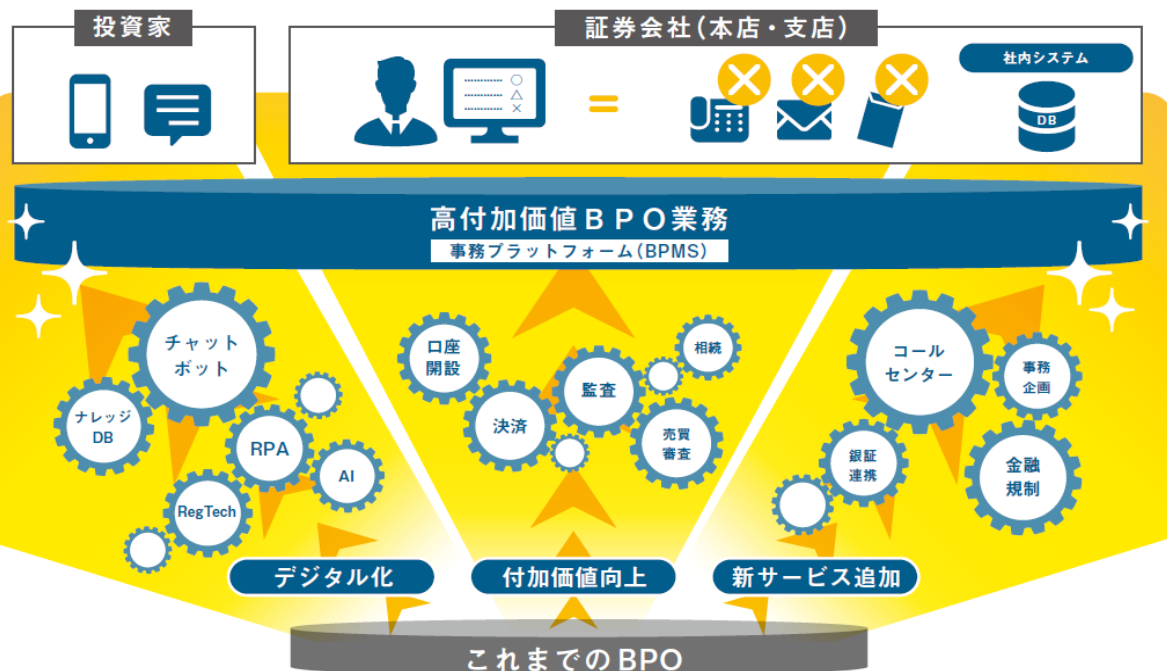 投資家
証券会社(本店・支店)
社内システム
DB
高付加価値BPO業務
事務プラットフォーム(BPMS)
チャット
ボット
ナレッジ
DB
RPA
AI
RegTech
口座
開設
決済
監査
相続
売買
審査
コール
センター
事務
企画
銀証
連携
金融
規制
デジタル化
付加価値向上
新サービス追加
これまでのBPO